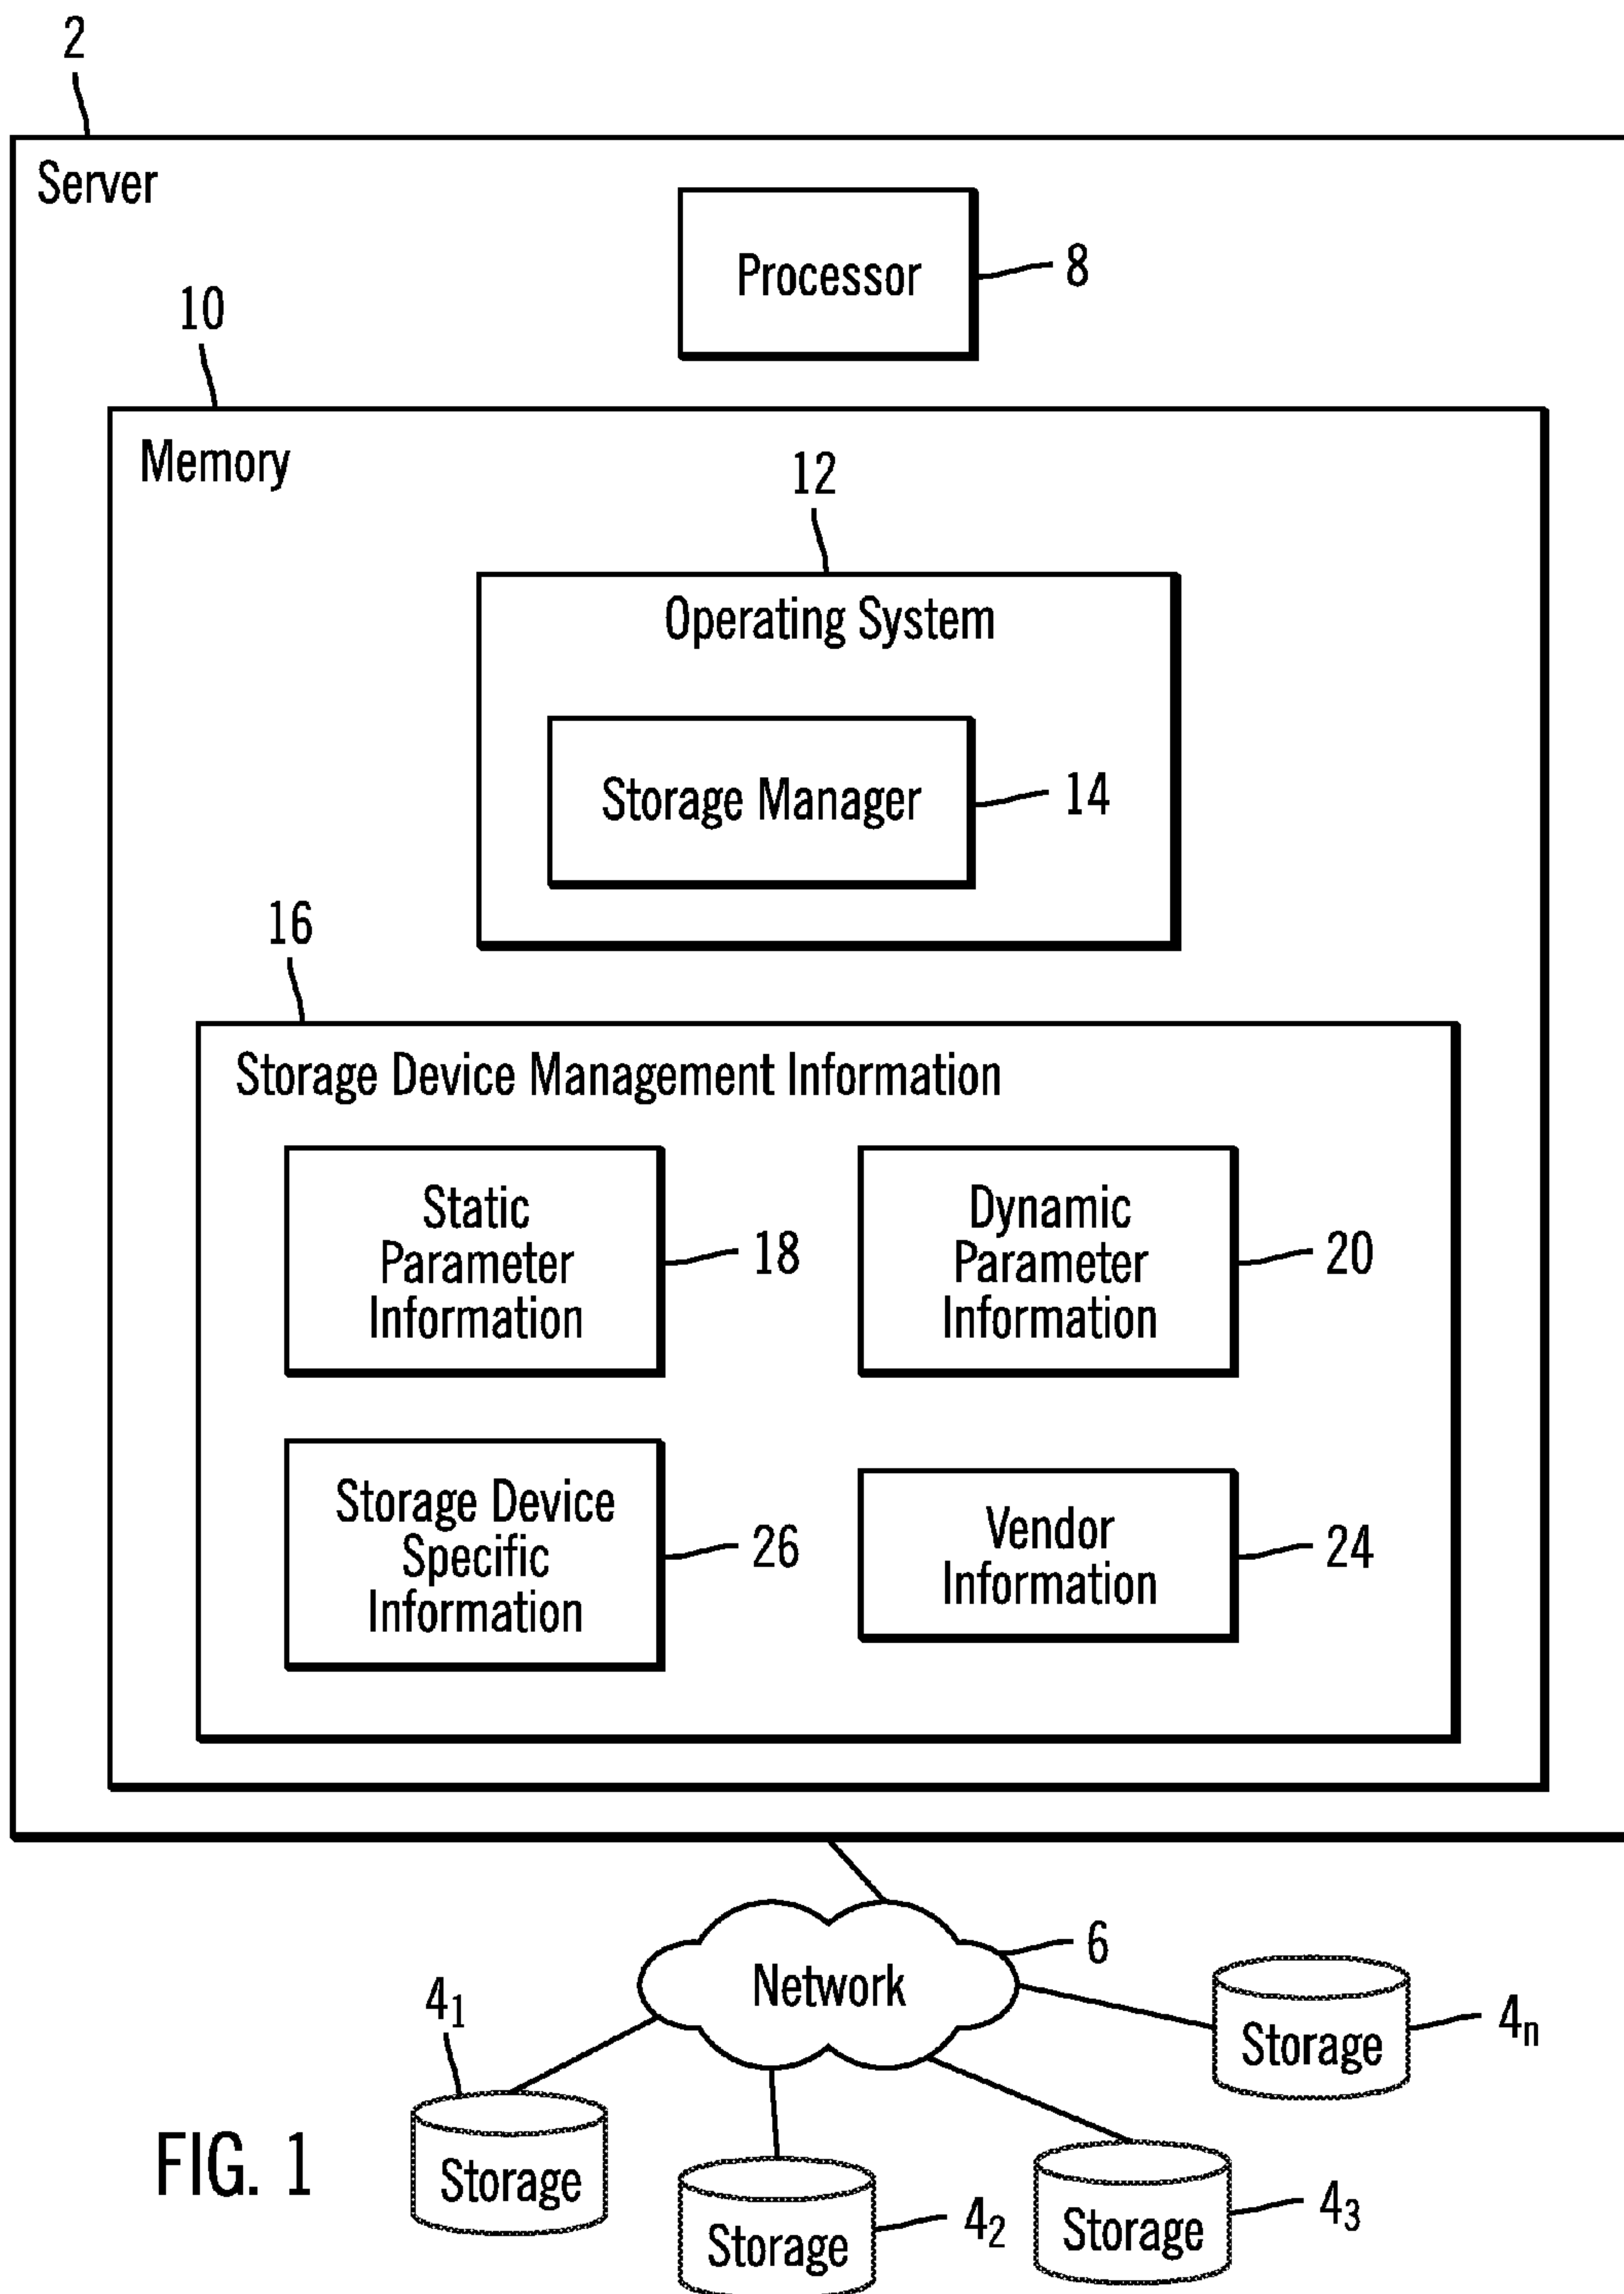 2
Server
Processor
8
10
Memory
12
Operating System
Storage Manager
14
16
Storage Device Management Information
Static
Parameter
Information
18
Dynamic
Parameter
Information
20
Storage Device
Specific
Information
26
Vendor
Information
24
Network
6
4₁
Storage
4ₙ
Storage
Storage
4₂
Storage
4₃
FIG. 1